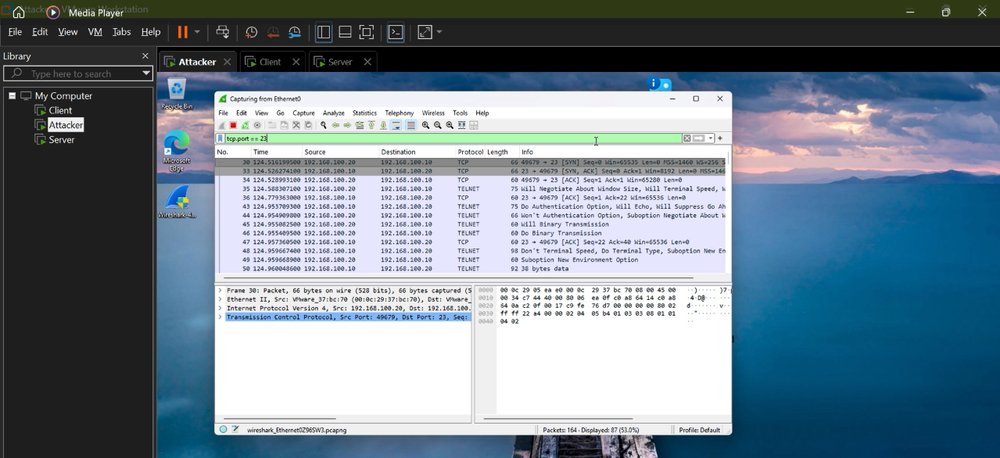 Attacker - VMware Workstation
Media Player
File Edit View VM Tabs Help
Library
Type here to search
My Computer
Client
Attacker
Server
Attacker Client Server
Recycle Bin
Microsoft Edge
Wireshark-4...
Capturing from Ethernet0
File Edit View Go Capture Analyze Statistics Telephony Wireless Tools Help
tcp.port == 23
No. Time Source Destination Protocol Length Info
30 124.516199500 192.168.100.20 192.168.100.10 TCP 66 49679 → 23 [SYN] Seq=0 Win=65535 Len=0 MSS=1460 WS=256 S
33 124.526274100 192.168.100.10 192.168.100.20 TCP 66 23 → 49679 [SYN, ACK] Seq=0 Ack=1 Win=8192 Len=0 MSS=146
34 124.528993100 192.168.100.20 192.168.100.10 TCP 60 49679 → 23 [ACK] Seq=1 Ack=1 Win=65280 Len=0
35 124.588307100 192.168.100.20 192.168.100.10 TELNET 75 Will Negotiate About Window Size, Will Terminal Speed, W
36 124.779363000 192.168.100.10 192.168.100.20 TCP 60 23 → 49679 [ACK] Seq=1 Ack=22 Win=65536 Len=0
43 124.953709300 192.168.100.10 192.168.100.20 TELNET 75 Do Authentication Option, Will Echo, Will Suppress Go Ah
44 124.954909800 192.168.100.20 192.168.100.10 TELNET 66 Won't Authentication Option, Suboption Negotiate About W
45 124.955082500 192.168.100.20 192.168.100.10 TELNET 60 Will Binary Transmission
46 124.955409500 192.168.100.20 192.168.100.10 TELNET 60 Do Binary Transmission
47 124.957360500 192.168.100.10 192.168.100.20 TCP 60 23 → 49679 [ACK] Seq=22 Ack=40 Win=65536 Len=0
48 124.959667400 192.168.100.10 192.168.100.20 TELNET 98 Don't Terminal Speed, Do Terminal Type, Suboption New En
49 124.959668900 192.168.100.10 192.168.100.20 TELNET 60 Suboption New Environment Option
50 124.960048600 192.168.100.10 192.168.100.20 TELNET 92 38 bytes data
Frame 30: Packet, 66 bytes on wire (528 bits), 66 bytes captured (5
Ethernet II, Src: VMware_37:bc:70 (00:0c:29:37:bc:70), Dst: VMware_
Internet Protocol Version 4, Src: 192.168.100.20, Dst: 192.168.100.
Transmission Control Protocol, Src Port: 49679, Dst Port: 23, Seq:
0000 00 0c 29 05 ea e0 00 0c 29 37 bc 70 08 00 45 00 ··)····· )7·p
0010 00 34 c7 44 40 00 80 06 ea 0f c0 a8 64 14 c0 a8 ·4·D@···
0020 64 0a c2 0f 00 17 c9 fe 76 d7 00 00 00 00 80 02 d······· v····
0030 ff ff 22 a4 00 00 02 04 05 b4 01 03 03 08 01 01 ··"·····
0040 04 02 ··
wireshark_Ethernet0Z96SW3.pcapng
Packets: 164 · Displayed: 87 (53.0%)
Profile: Default